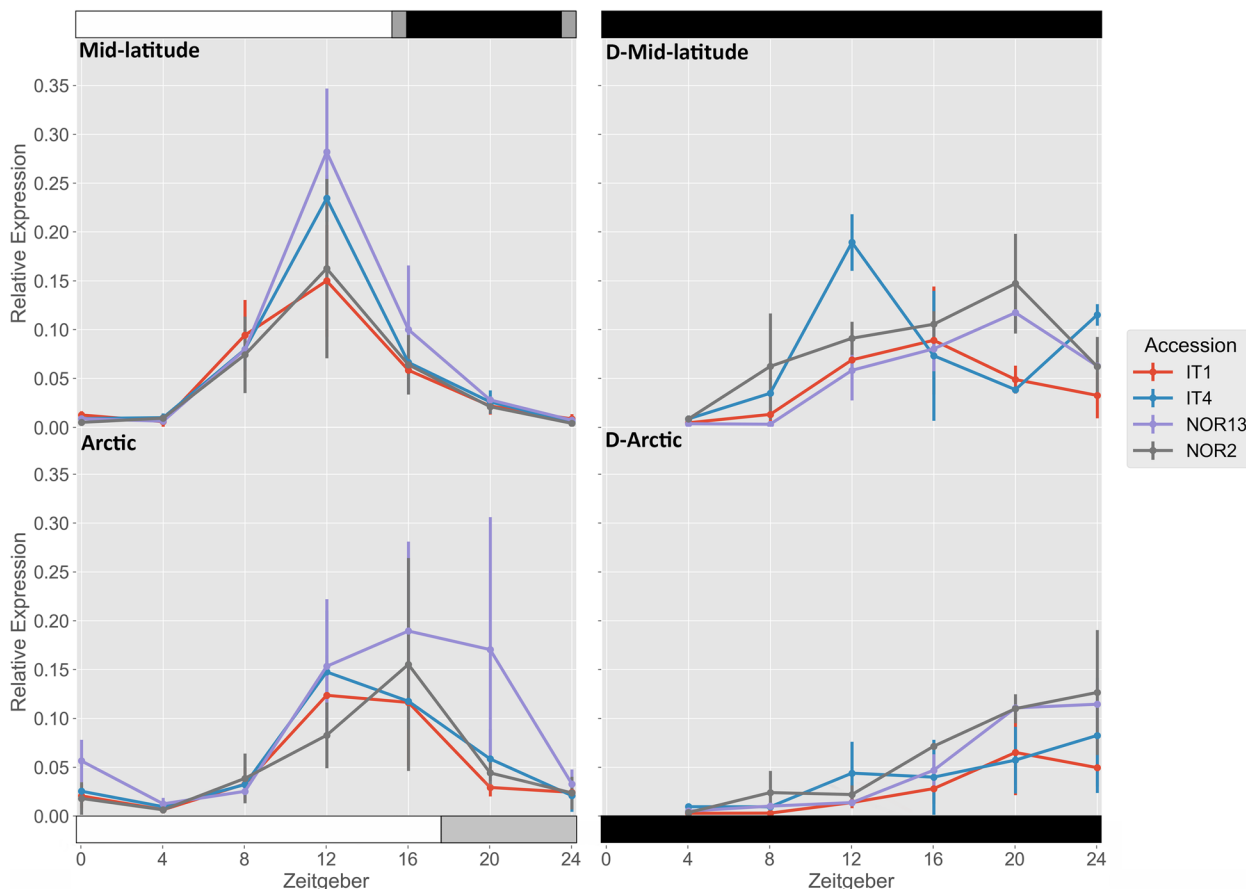 Mid-latitude
D-Mid-latitude
0.35
0.30
0.25
0.20
0.15
0.10
0.05
0.00
Relative Expression
Arctic
D-Arctic
0.35
0.30
0.25
0.20
0.15
0.10
0.05
0.00
Relative Expression
0 4 8 12 16 20 24
Zeitgeber
0 4 8 12 16 20 24
Zeitgeber
Accession
IT1
IT4
NOR13
NOR2